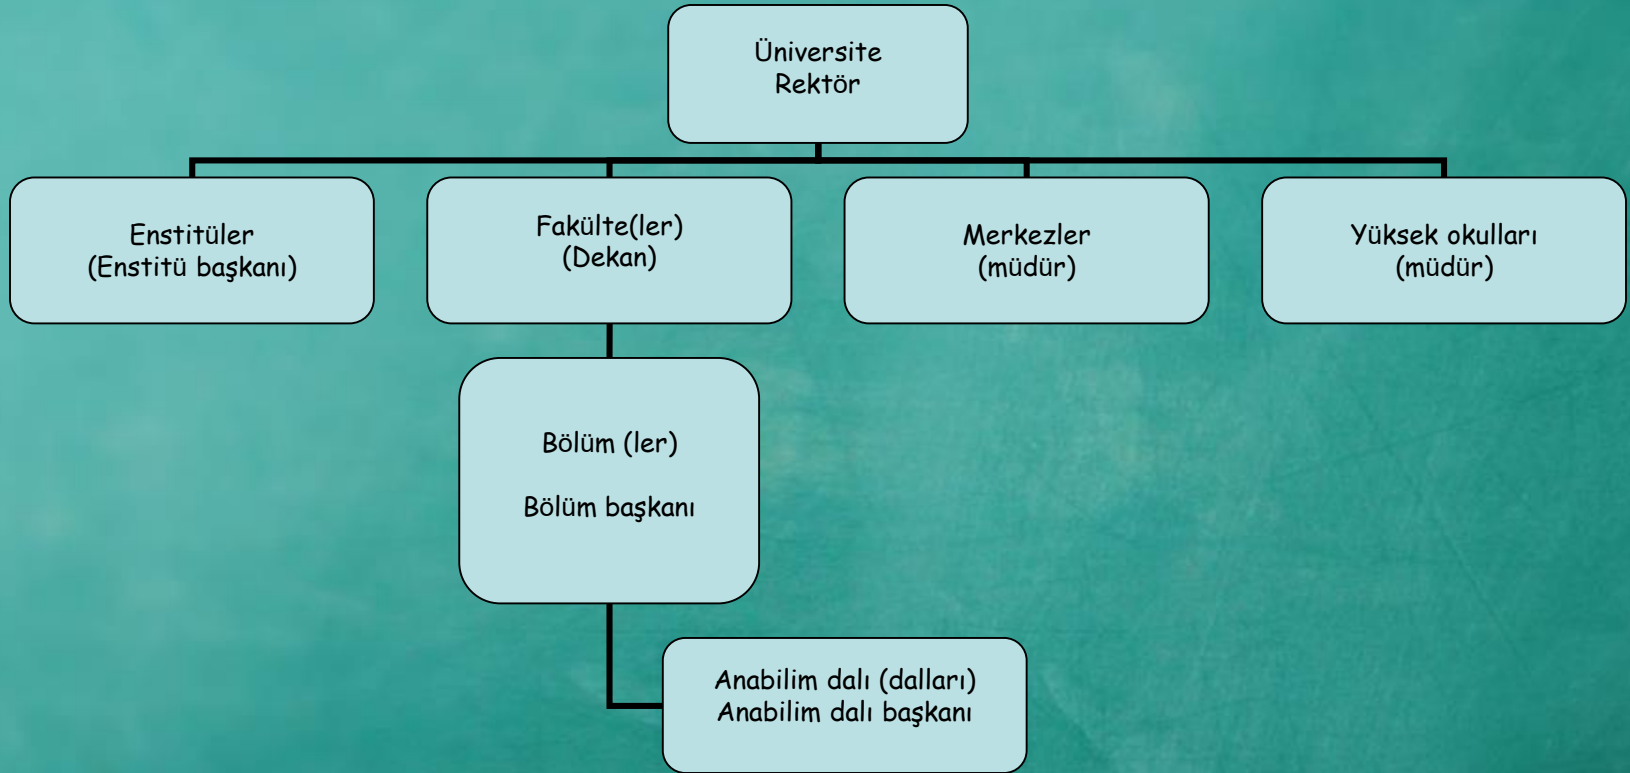 Üniversite
Rektör
Enstitüler
(Enstitü başkanı)
Fakülte(ler)
(Dekan)
Merkezler
(müdür)
Yüksek okulları
(müdür)
Bölüm (ler)
Bölüm başkanı
Anabilim dalı (dalları)
Anabilim dalı başkanı